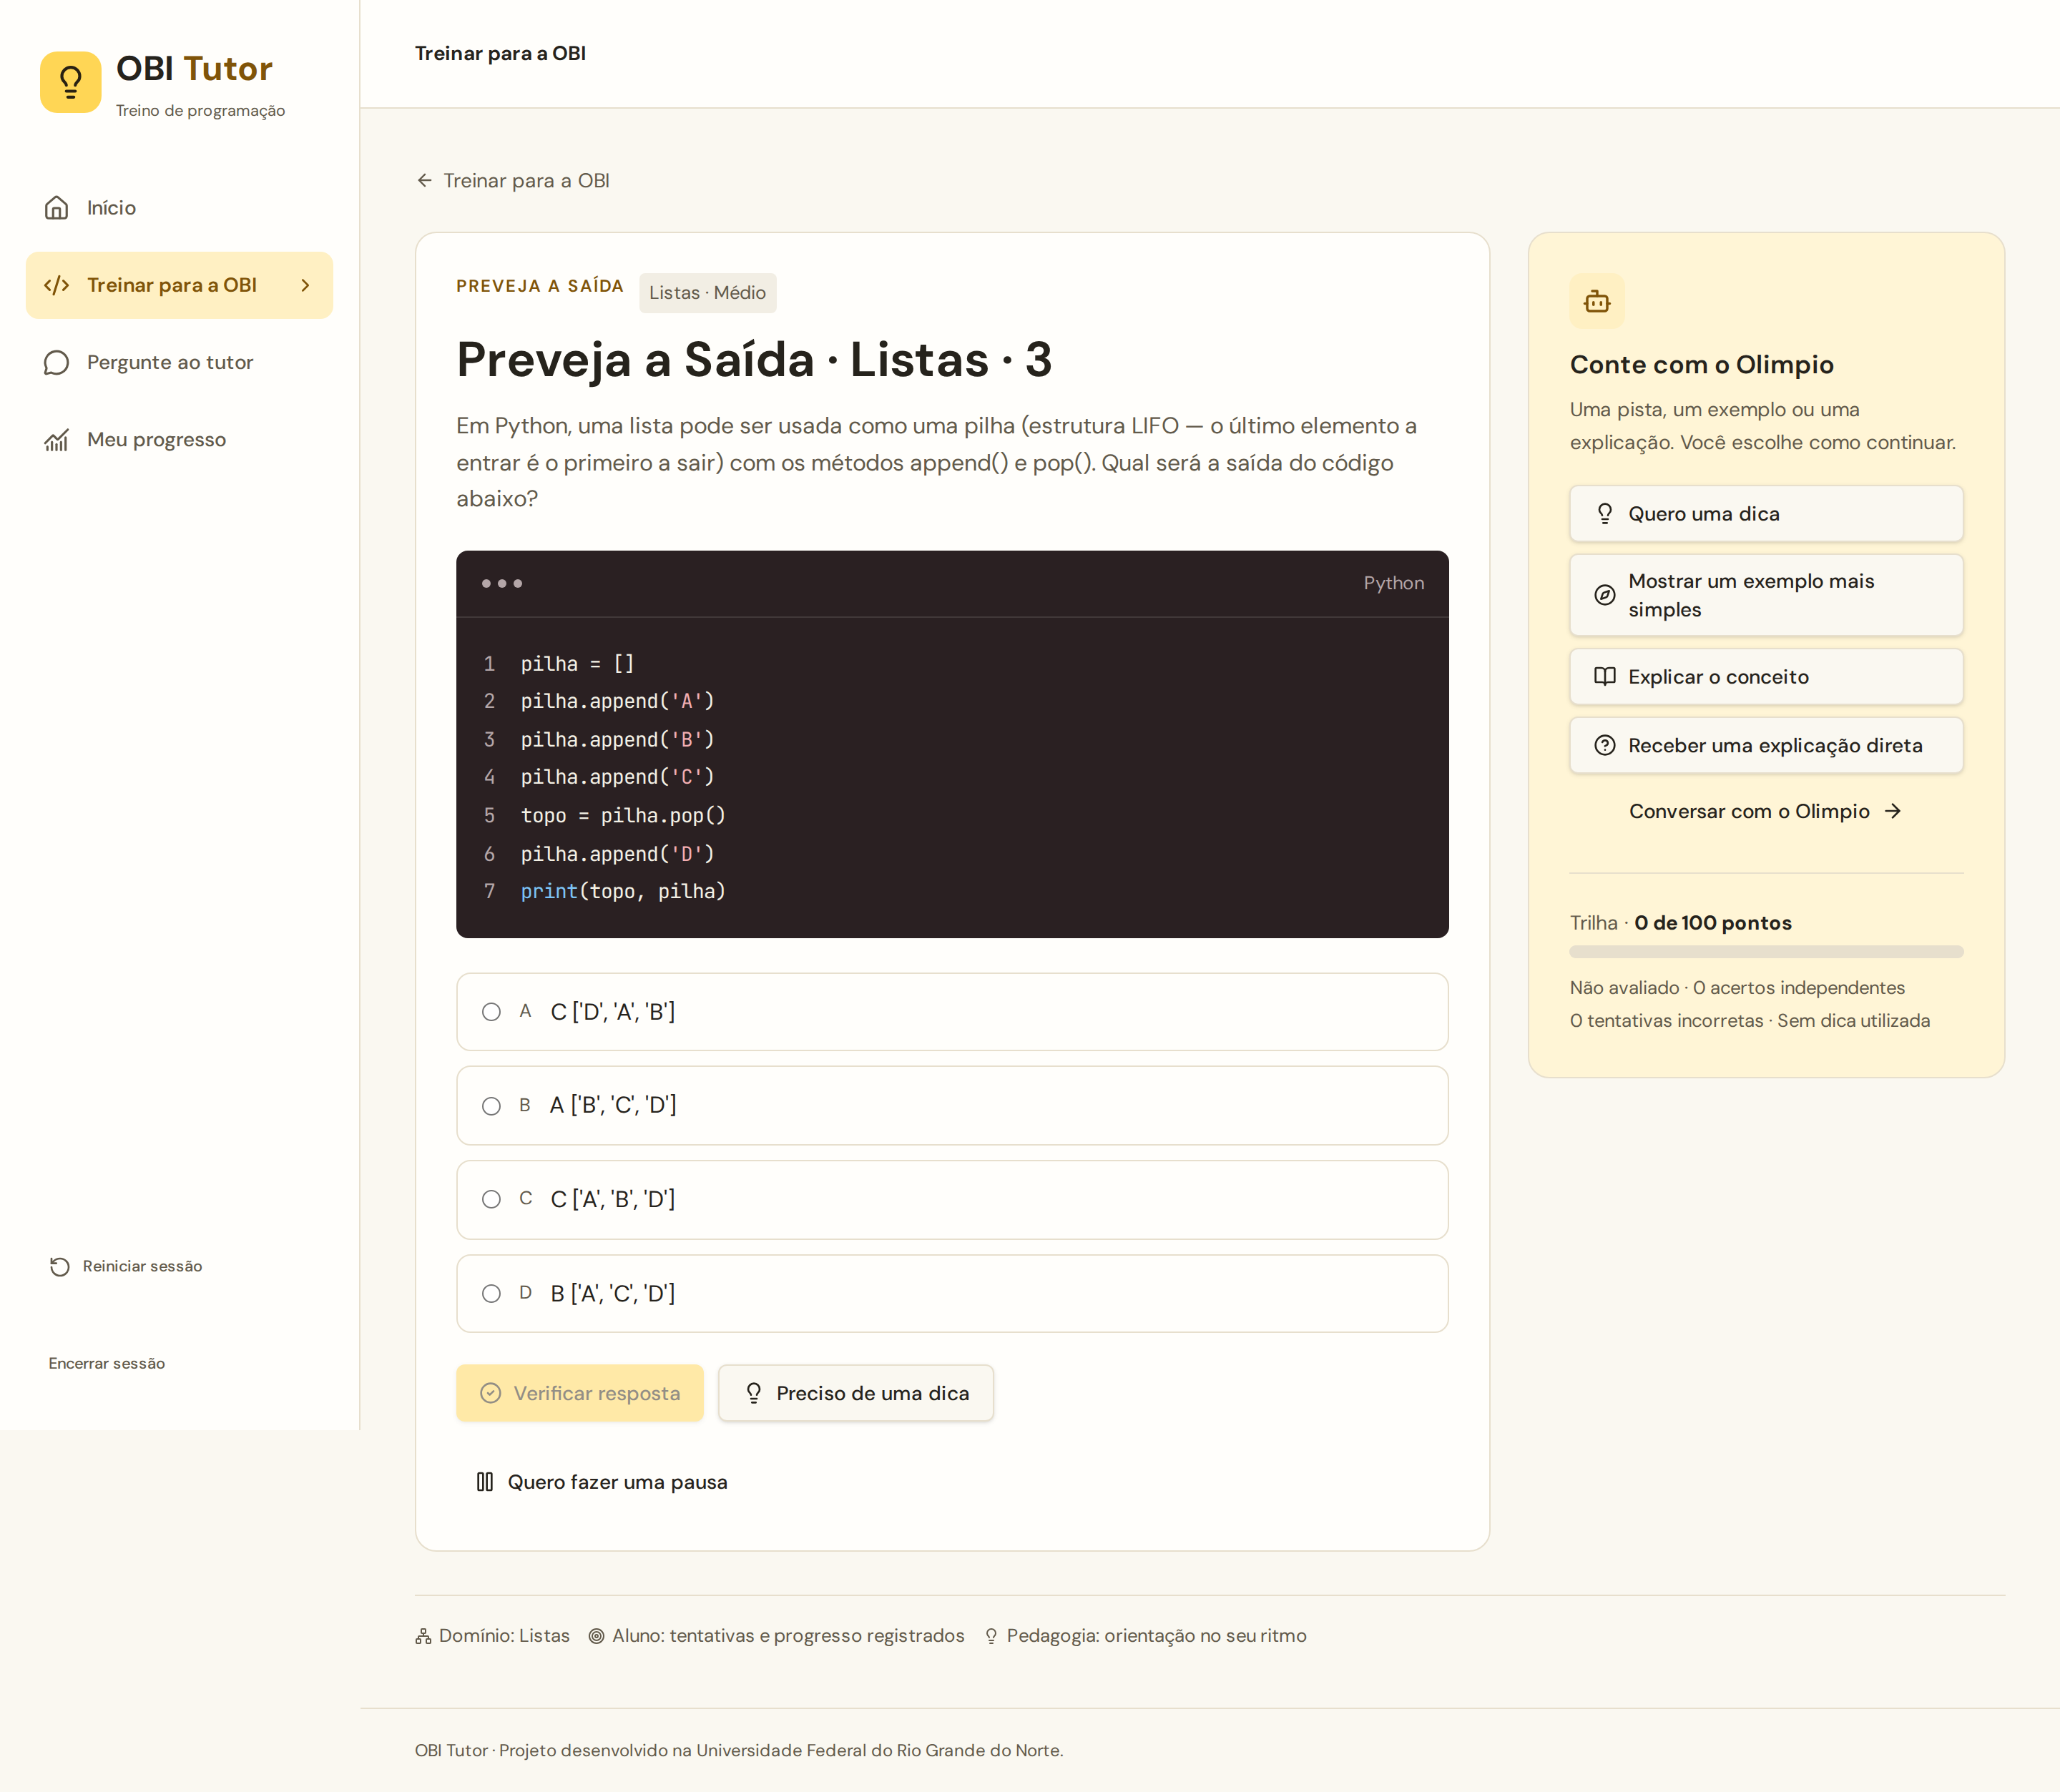 OBI Tutor
Treino de programação
Início
Treinar para a OBI
Pergunte ao tutor
Meu progresso
Reiniciar sessão
Encerrar sessão
Treinar para a OBI
Treinar para a OBI
PREVEJA A SAÍDA
Listas · Médio
Preveja a Saída · Listas · 3
Em Python, uma lista pode ser usada como uma pilha (estrutura LIFO — o último elemento a
entrar é o primeiro a sair) com os métodos append() e pop(). Qual será a saída do código
abaixo?
Python
1 pilha = []
2 pilha.append('A')
3 pilha.append('B')
4 pilha.append('C')
5 topo = pilha.pop()
6 pilha.append('D')
7 print(topo, pilha)
A C ['D', 'A', 'B']
B A ['B', 'C', 'D']
C C ['A', 'B', 'D']
D B ['A', 'C', 'D']
Verificar resposta
Preciso de uma dica
Quero fazer uma pausa
Conte com o Olimpio
Uma pista, um exemplo ou uma
explicação. Você escolhe como continuar.
Quero uma dica
Mostrar um exemplo mais
simples
Explicar o conceito
Receber uma explicação direta
Conversar com o Olimpio
Trilha · 0 de 100 pontos
Não avaliado · 0 acertos independentes
0 tentativas incorretas · Sem dica utilizada
Domínio: Listas
Aluno: tentativas e progresso registrados
Pedagogia: orientação no seu ritmo
OBI Tutor · Projeto desenvolvido na Universidade Federal do Rio Grande do Norte.